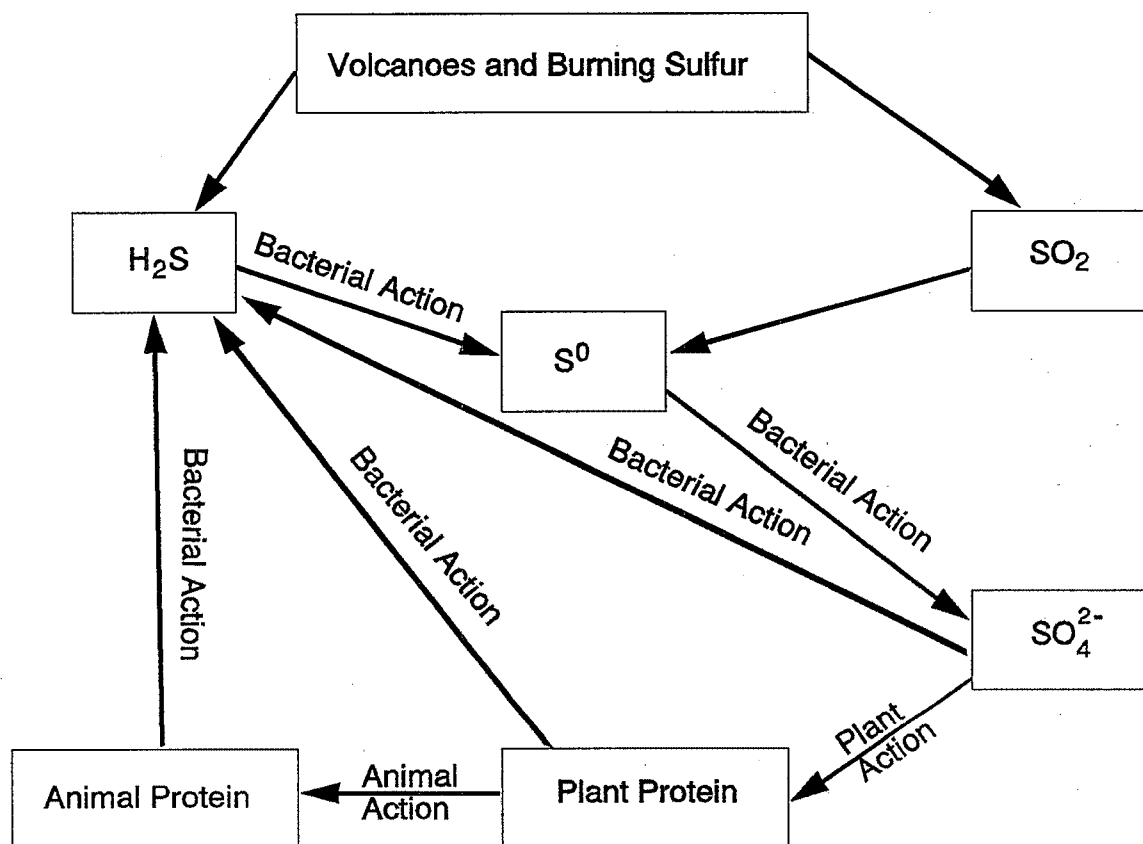 Volcanoes and Burning Sulfur
H₂S
Bacterial Action
SO₂
S⁰
Bacterial Action
Bacterial Action
Bacterial Action
Bacterial Action
SO₄²⁻
Plant
Action
Animal Protein
Animal
Action
Plant Protein